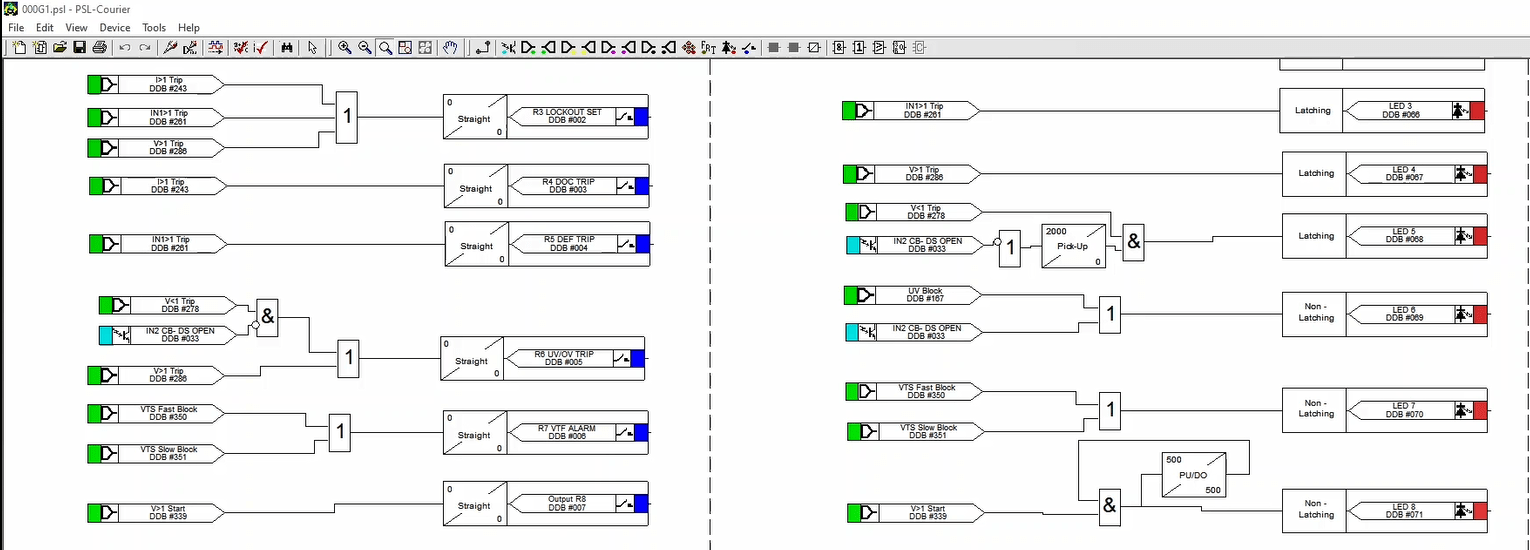 000G1.psl - PSL-Courier
File Edit View Device Tools Help
I>1 Trip
DDB #243
IN1>1 Trip
DDB #261
V>1 Trip
DDB #286
1
0
Straight
0
R3 LOCKOUT SET
DDB #002
I>1 Trip
DDB #243
Straight
0
R4 DOC TRIP
DDB #003
IN1>1 Trip
DDB #261
0
Straight
0
R5 DEF TRIP
DDB #004
V<1 Trip
DDB #278
IN2 CB- DS OPEN
DDB #033
&
V>1 Trip
DDB #286
1
0
Straight
0
R6 UV/OV TRIP
DDB #005
VTS Fast Block
DDB #350
VTS Slow Block
DDB #351
1
0
Straight
0
R7 VTF ALARM
DDB #006
V>1 Start
DDB #339
0
Straight
0
Output R8
DDB #007
IN1>1 Trip
DDB #261
Latching
LED 3
DDB #066
V>1 Trip
DDB #286
Latching
LED 4
DDB #067
V<1 Trip
DDB #278
IN2 CB- DS OPEN
DDB #033
1
2000
Pick-Up
0
&
Latching
LED 5
DDB #068
UV Block
DDB #167
IN2 CB- DS OPEN
DDB #033
1
Non -
Latching
LED 6
DDB #069
VTS Fast Block
DDB #350
VTS Slow Block
DDB #351
1
Non -
Latching
LED 7
DDB #070
500
PU/DO
500
V>1 Start
DDB #339
&
Non -
Latching
LED 8
DDB #071